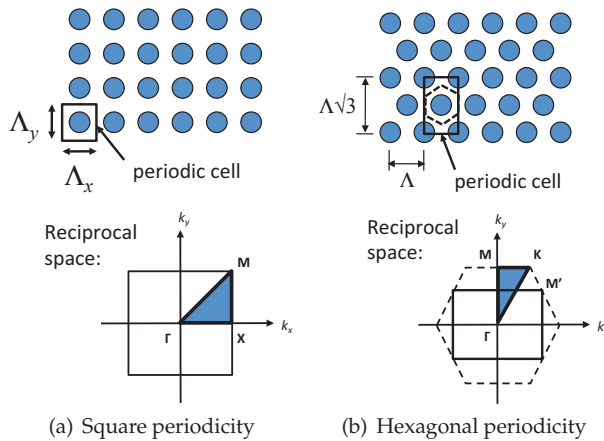 Λy
Λx
periodic cell
Reciprocal space:
ky
M
Γ
X
kx
(a) Square periodicity
Λ√3
Λ
periodic cell
Reciprocal space:
ky
M
K
M'
Γ
k
(b) Hexagonal periodicity